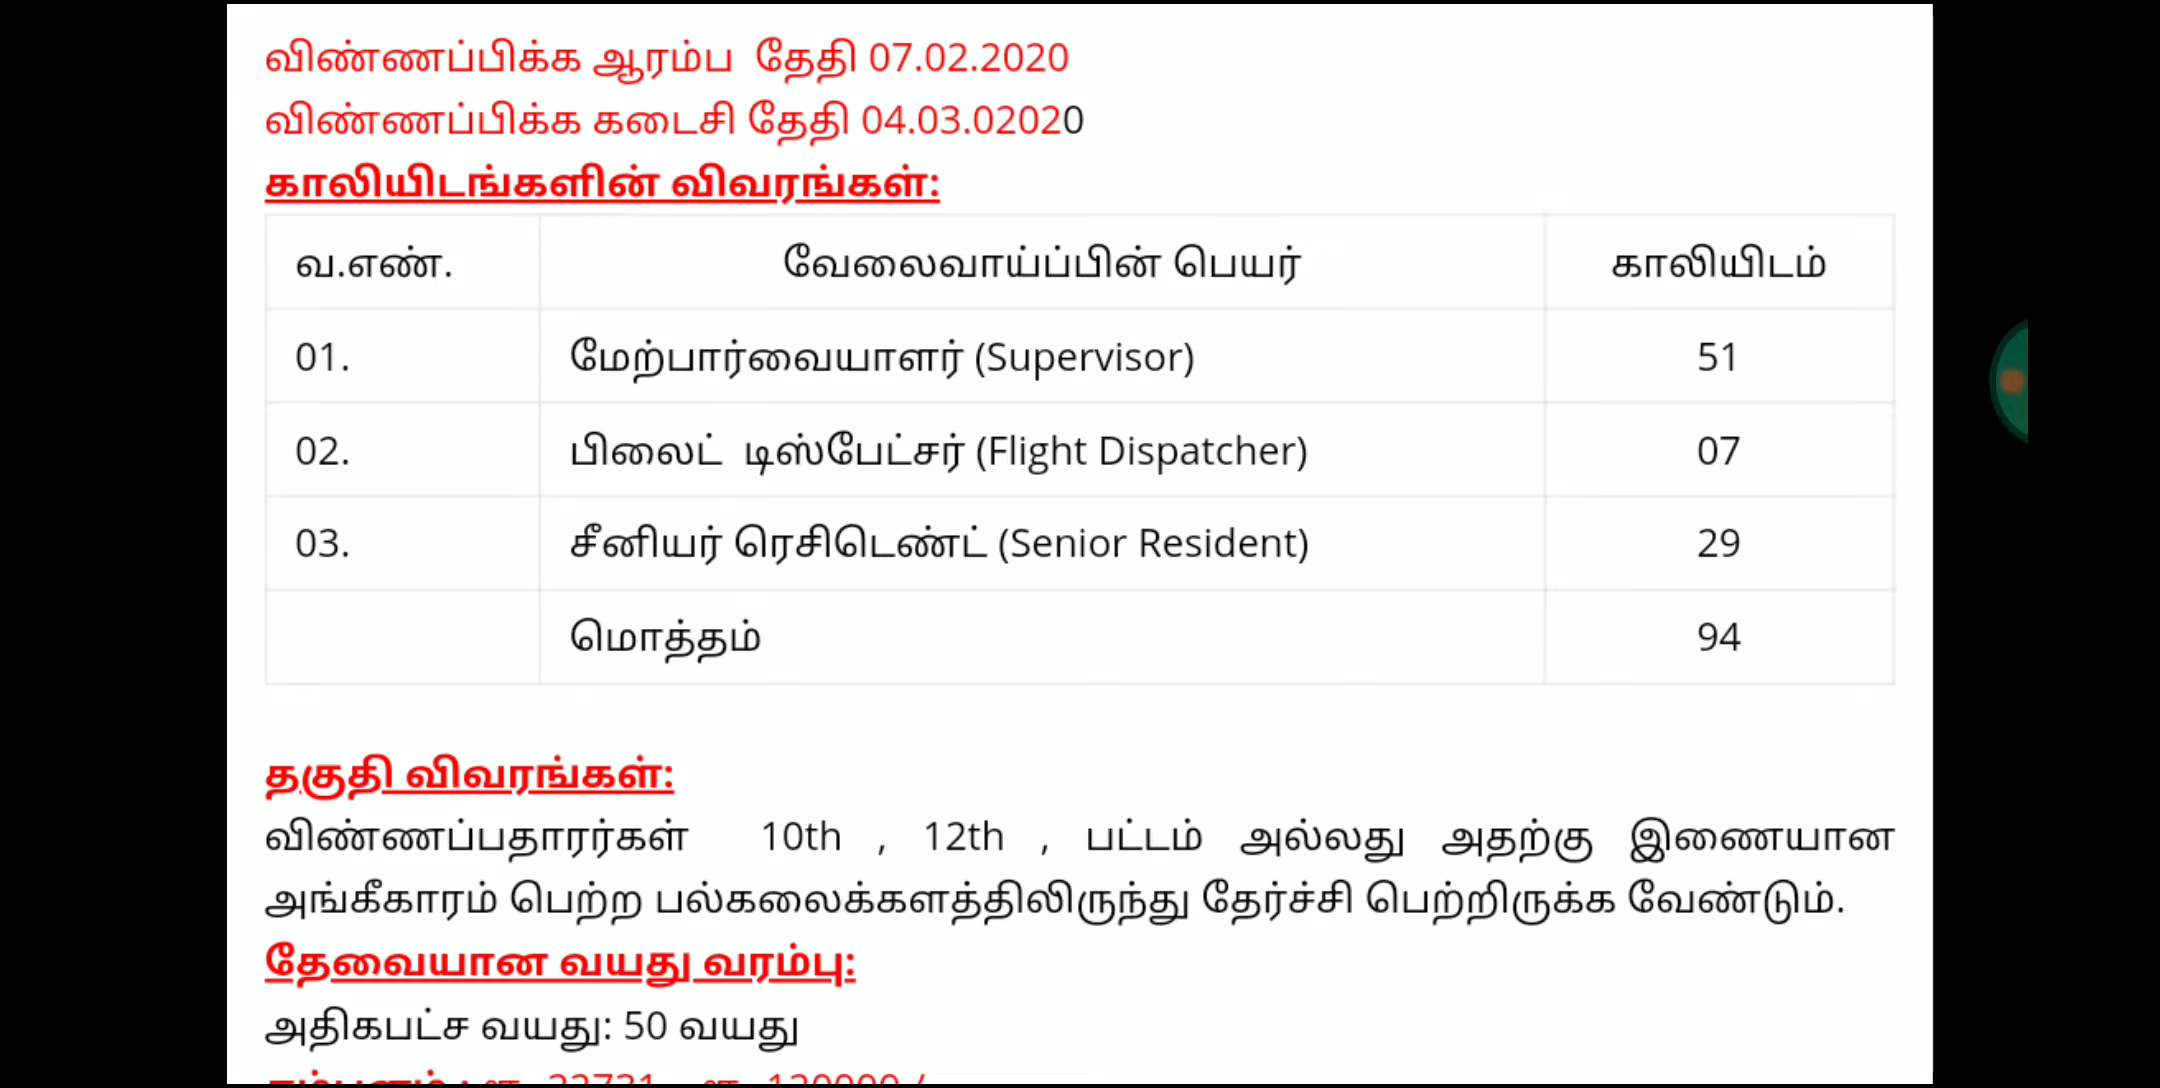 விண்ணப்பிக்க ஆரம்ப தேதி 07.02.2020
விண்ணப்பிக்க கடைசி தேதி 04.03.02020
காலியிடங்களின் விவரங்கள்:
வ.எண். வேலைவாய்ப்பின் பெயர் காலியிடம்
01. மேற்பார்வையாளர் (Supervisor) 51
02. பிலைட் டிஸ்பேட்சர் (Flight Dispatcher) 07
03. சீனியர் ரெசிடெண்ட் (Senior Resident) 29
மொத்தம் 94
தகுதி விவரங்கள்:
விண்ணப்பதாரர்கள் 10th , 12th , பட்டம் அல்லது அதற்கு இணையான
அங்கீகாரம் பெற்ற பல்கலைக்களத்திலிருந்து தேர்ச்சி பெற்றிருக்க வேண்டும்.
தேவையான வயது வரம்பு:
அதிகபட்ச வயது: 50 வயது